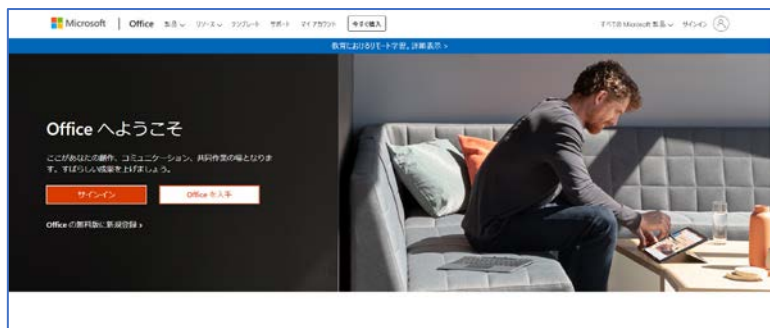 Microsoft | Office 製品 リソース テンプレート サポート マイ アカウント 今すぐ購入 すべての Microsoft 製品 サインイン
教育におけるリモート学習。詳細表示 >
Office へようこそ
ここがあなたの創作、コミュニケーション、共同作業の場となりま
す。すばらしい成果を上げましょう。
サインイン Office を入手
Office の無料版に新規登録 >